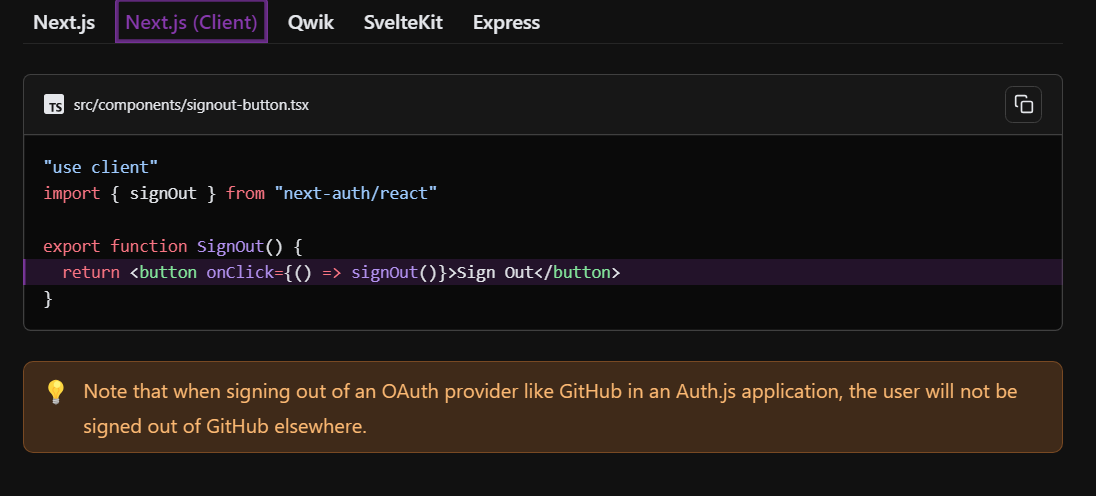 Next.js Next.js (Client) Qwik SvelteKit Express
TS src/components/signout-button.tsx
"use client"
import { signOut } from "next-auth/react"
export function SignOut() {
return <button onClick={() => signOut()}>Sign Out</button>
}
Note that when signing out of an OAuth provider like GitHub in an Auth.js application, the user will not be
signed out of GitHub elsewhere.